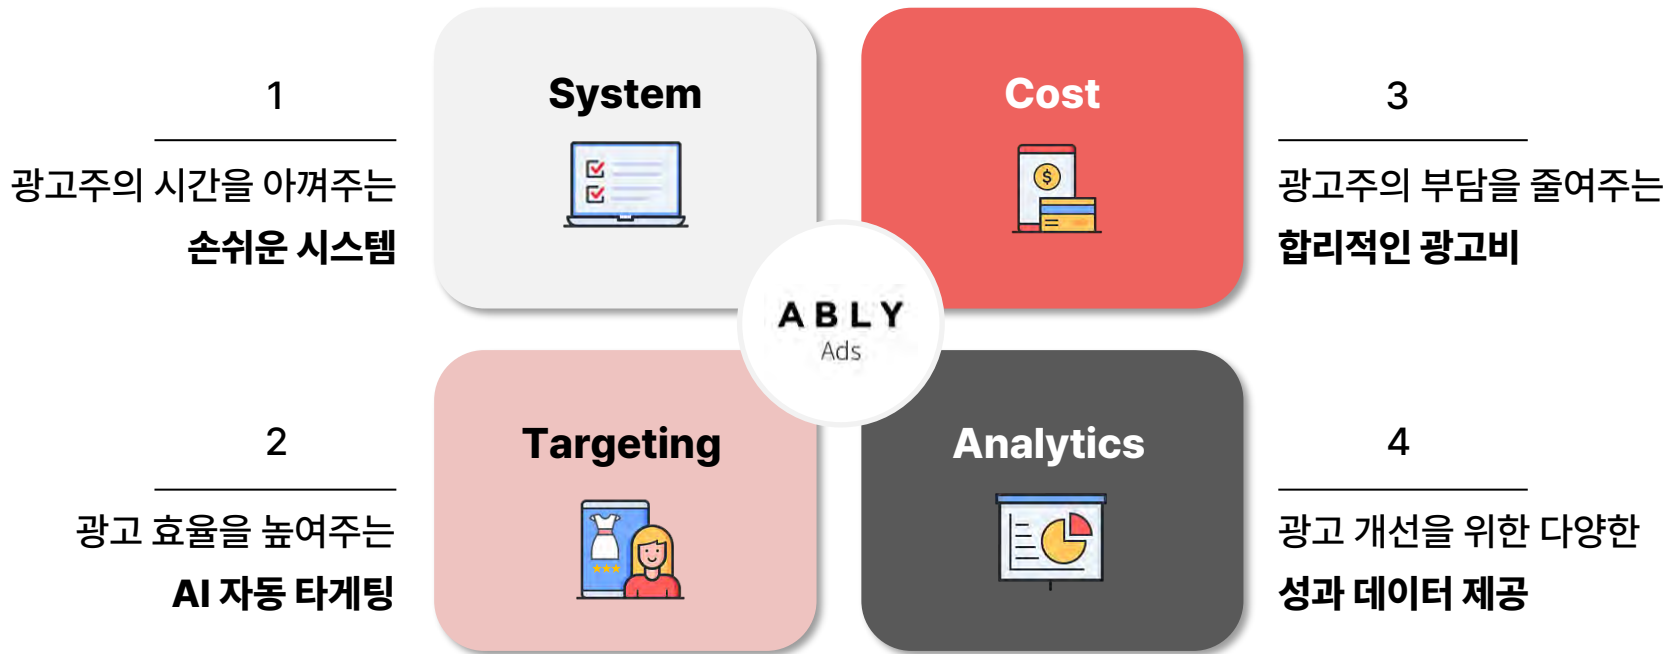 1
광고주의 시간을 아껴주는
손쉬운 시스템
System
Cost
3
광고주의 부담을 줄여주는
합리적인 광고비
ABLY
Ads
2
광고 효율을 높여주는
AI 자동 타게팅
Targeting
Analytics
4
광고 개선을 위한 다양한
성과 데이터 제공